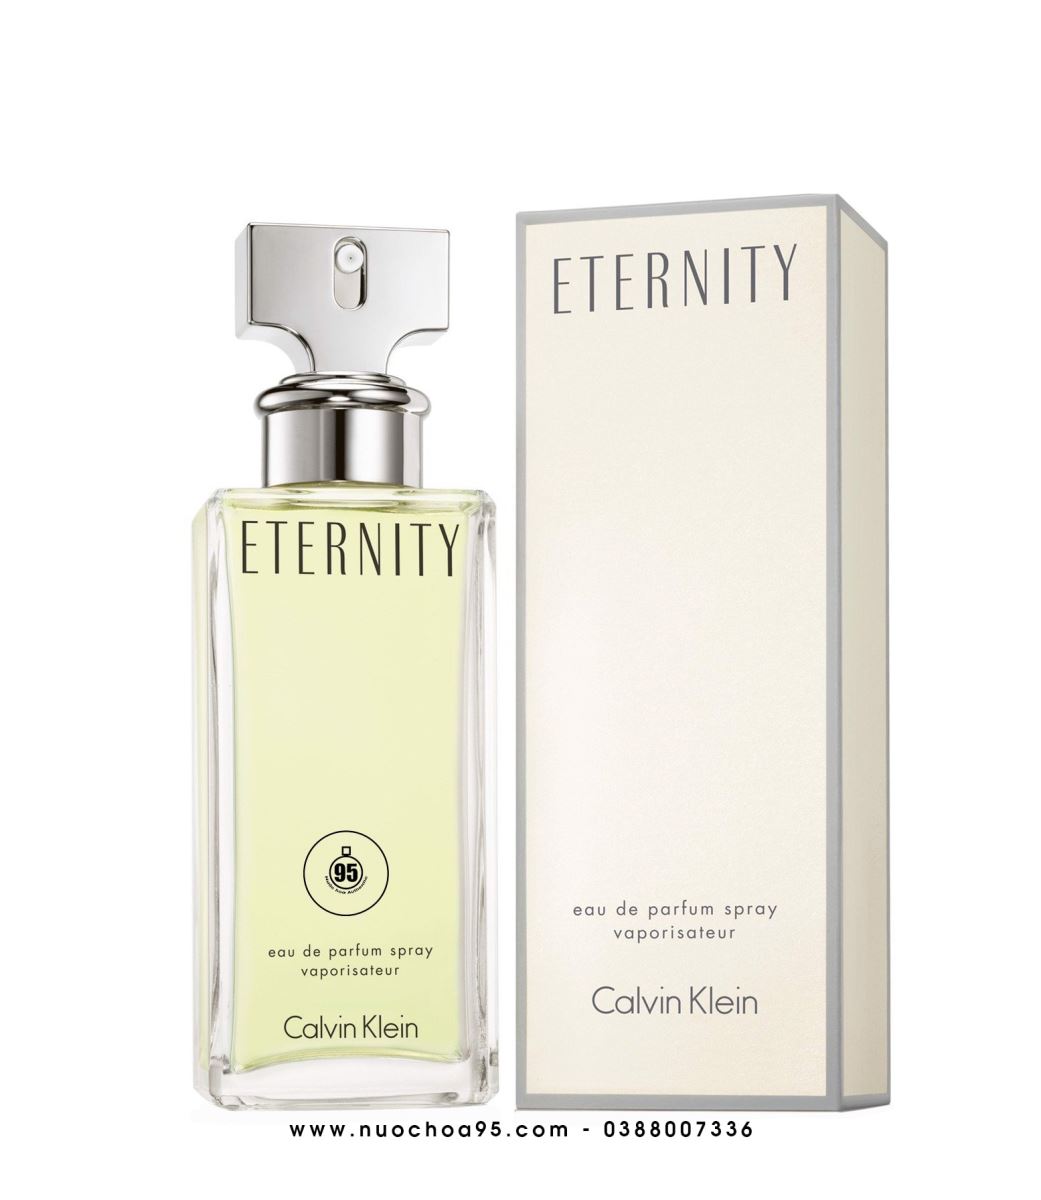 ETERNITY
eau de parfum spray
vaporisateur
Calvin Klein
ETERNITY
95
eau de parfum spray
vaporisateur
Calvin Klein
www.nuochoa95.com - 0388007336